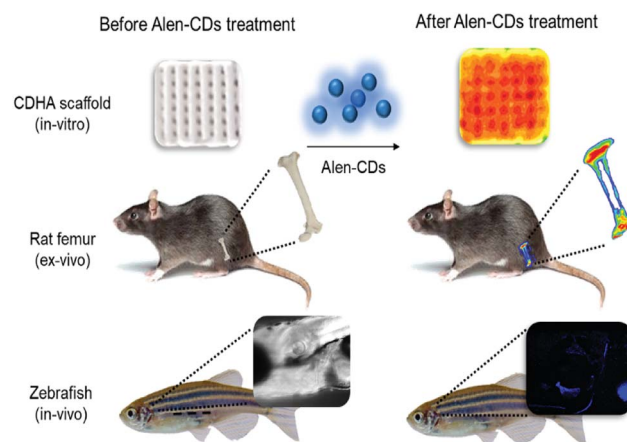 Before Alen-CDs treatment
After Alen-CDs treatment
CDHA scaffold
(in-vitro)
Alen-CDs
Rat femur
(ex-vivo)
Zebrafish
(in-vivo)